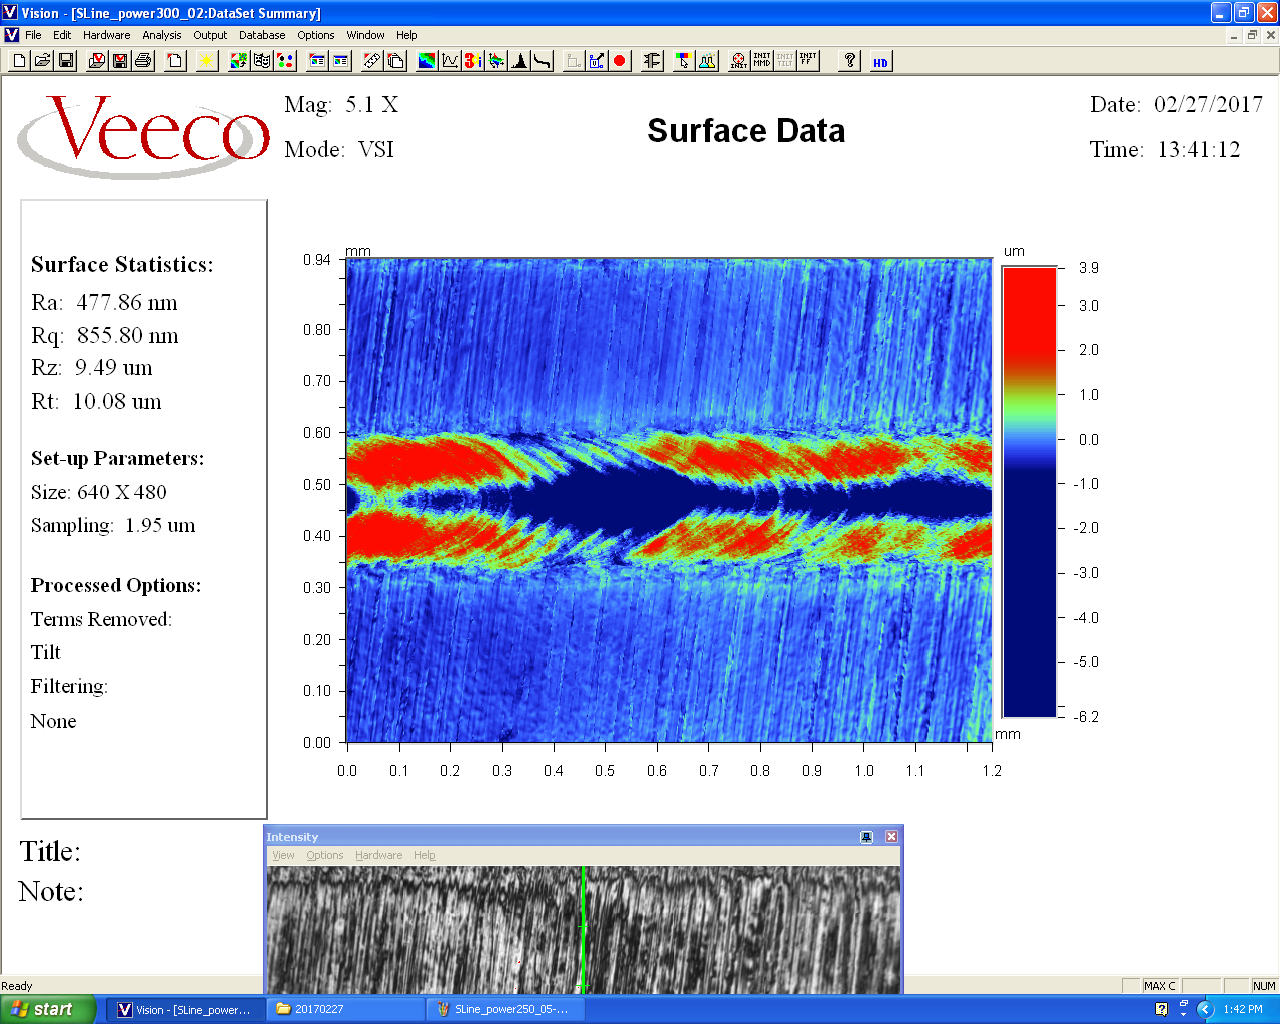 Vision - [SLine_power300_02:DataSet Summary]
File Edit Hardware Analysis Output Database Options Window Help
INIT INIT MMD INIT TILT INIT FF ? HD
Veeco
Mag: 5.1 X
Mode: VSI
Surface Data
Date: 02/27/2017
Time: 13:41:12
Surface Statistics:
Ra: 477.86 nm
Rq: 855.80 nm
Rz: 9.49 um
Rt: 10.08 um
Set-up Parameters:
Size: 640 X 480
Sampling: 1.95 um
Processed Options:
Terms Removed:
Tilt
Filtering:
None
mm
0.94
0.80
0.70
0.60
0.50
0.40
0.30
0.20
0.10
0.00
0.0 0.1 0.2 0.3 0.4 0.5 0.6 0.7 0.8 0.9 1.0 1.1 1.2
mm
um
3.9
3.0
2.0
1.0
0.0
-1.0
-2.0
-3.0
-4.0
-5.0
-6.2
Title:
Note:
Intensity
View Options Hardware Help
Ready
MAX C NUM
start
Vision - [SLine_power...
20170227
SLine_power250_05-...
1:42 PM